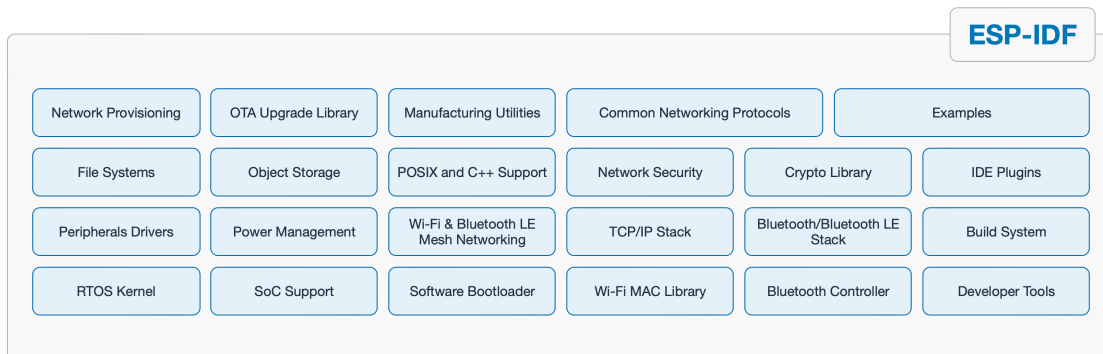 ESP-IDF
Network Provisioning
OTA Upgrade Library
Manufacturing Utilities
Common Networking Protocols
Examples
File Systems
Object Storage
POSIX and C++ Support
Network Security
Crypto Library
IDE Plugins
Peripherals Drivers
Power Management
Wi-Fi & Bluetooth LE
Mesh Networking
TCP/IP Stack
Bluetooth/Bluetooth LE
Stack
Build System
RTOS Kernel
SoC Support
Software Bootloader
Wi-Fi MAC Library
Bluetooth Controller
Developer Tools